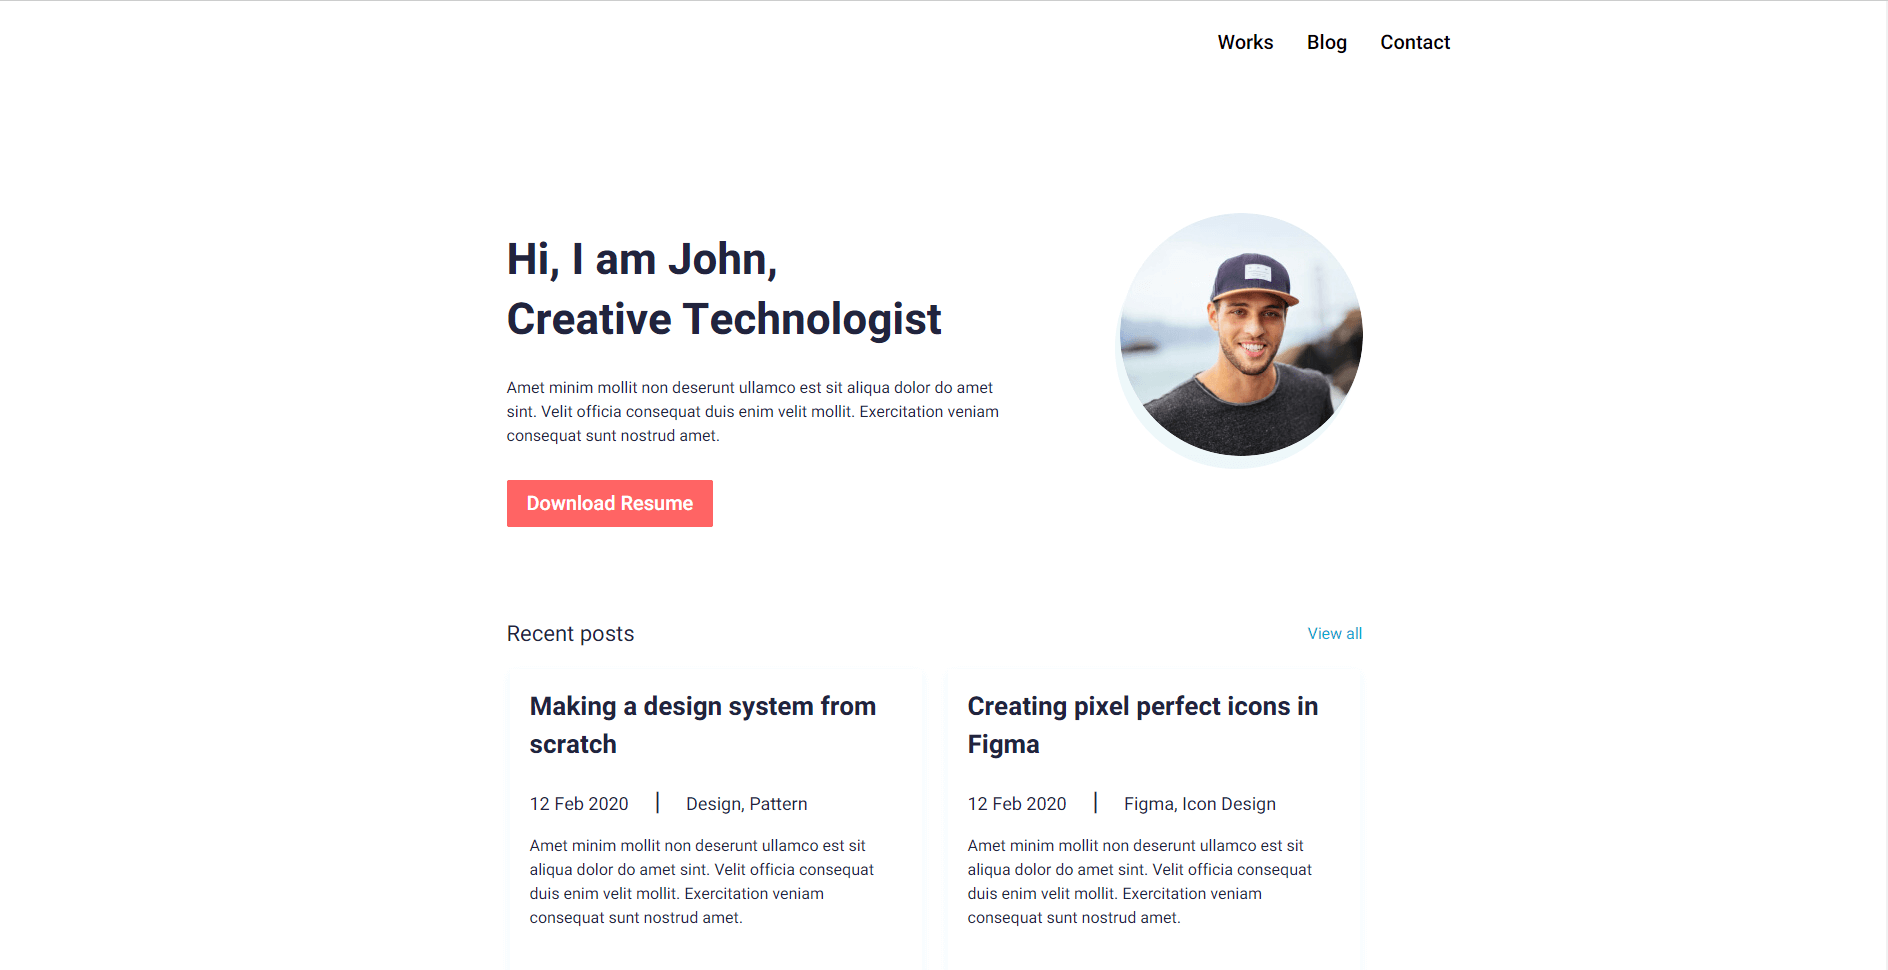 Works Blog Contact
Hi, I am John,
Creative Technologist
Amet minim mollit non deserunt ullamco est sit aliqua dolor do amet
sint. Velit officia consequat duis enim velit mollit. Exercitation veniam
consequat sunt nostrud amet.
Download Resume
Recent posts
View all
Making a design system from
scratch
12 Feb 2020 | Design, Pattern
Amet minim mollit non deserunt ullamco est sit
aliqua dolor do amet sint. Velit officia consequat
duis enim velit mollit. Exercitation veniam
consequat sunt nostrud amet.
Creating pixel perfect icons in
Figma
12 Feb 2020 | Figma, Icon Design
Amet minim mollit non deserunt ullamco est sit
aliqua dolor do amet sint. Velit officia consequat
duis enim velit mollit. Exercitation veniam
consequat sunt nostrud amet.